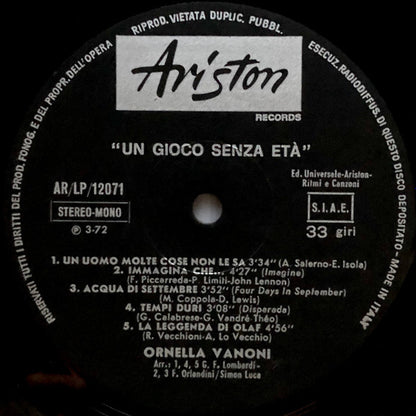 RISERVATI TUTTI I DIRITTI DEL PROD. FONOG. E DEL PROPR. DELL'OPERA
RIPROD. VIETATA DUPLIC. PUBBL.
ESECUZ. RADIODIFFUS. DI QUESTO DISCO DEPOSITATO - MADE IN ITALY
Ariston
RECORDS
"UN GIOCO SENZA ETÀ"
AR/LP/12071
STEREO-MONO
Ⓟ 3-72
Ed. Universale-Ariston-
Ritmi e Canzoni
S.I.A.E.
33 giri
1. UN UOMO MOLTE COSE NON LE SA 3'34" (A. Salerno-E. Isola)
2. IMMAGINA CHE... 4'27" (Imagine)
(F. Piccarreda-P. Limiti-John Lennon)
3. ACQUA DI SETTEMBRE 3'52" (Four Days In September)
(M. Coppola-D. Lewis)
4. TEMPI DURI 3'08" (Disperada)
(G. Calabrese-G. Vandré Théo)
5. LA LEGGENDA DI OLAF 4'56"
(R. Vecchioni-A. Lo Vecchio)
ORNELLA VANONI
Arr.: 1, 4, 5 G. F. Lombardi-
2, 3 F. Orlandini/Simon Luca